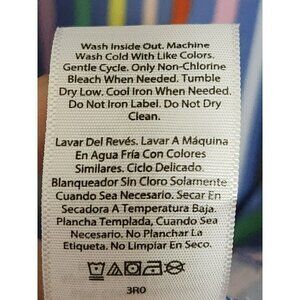 Wash Inside Out. Machine
Wash Cold With Like Colors.
Gentle Cycle. Only Non-Chlorine
Bleach When Needed. Tumble
Dry Low. Cool Iron When Needed.
Do Not Iron Label. Do Not Dry
Clean.
Lavar Del Revés. Lavar A Máquina
En Agua Fría Con Colores
Similares. Ciclo Delicado.
Blanqueador Sin Cloro Solamente
Cuando Sea Necesario. Secar En
Secadora A Temperatura Baja.
Plancha Templada, Cuando Sea
Necesario. No Planchar La
Etiqueta. No Limpiar En Seco.
3R0